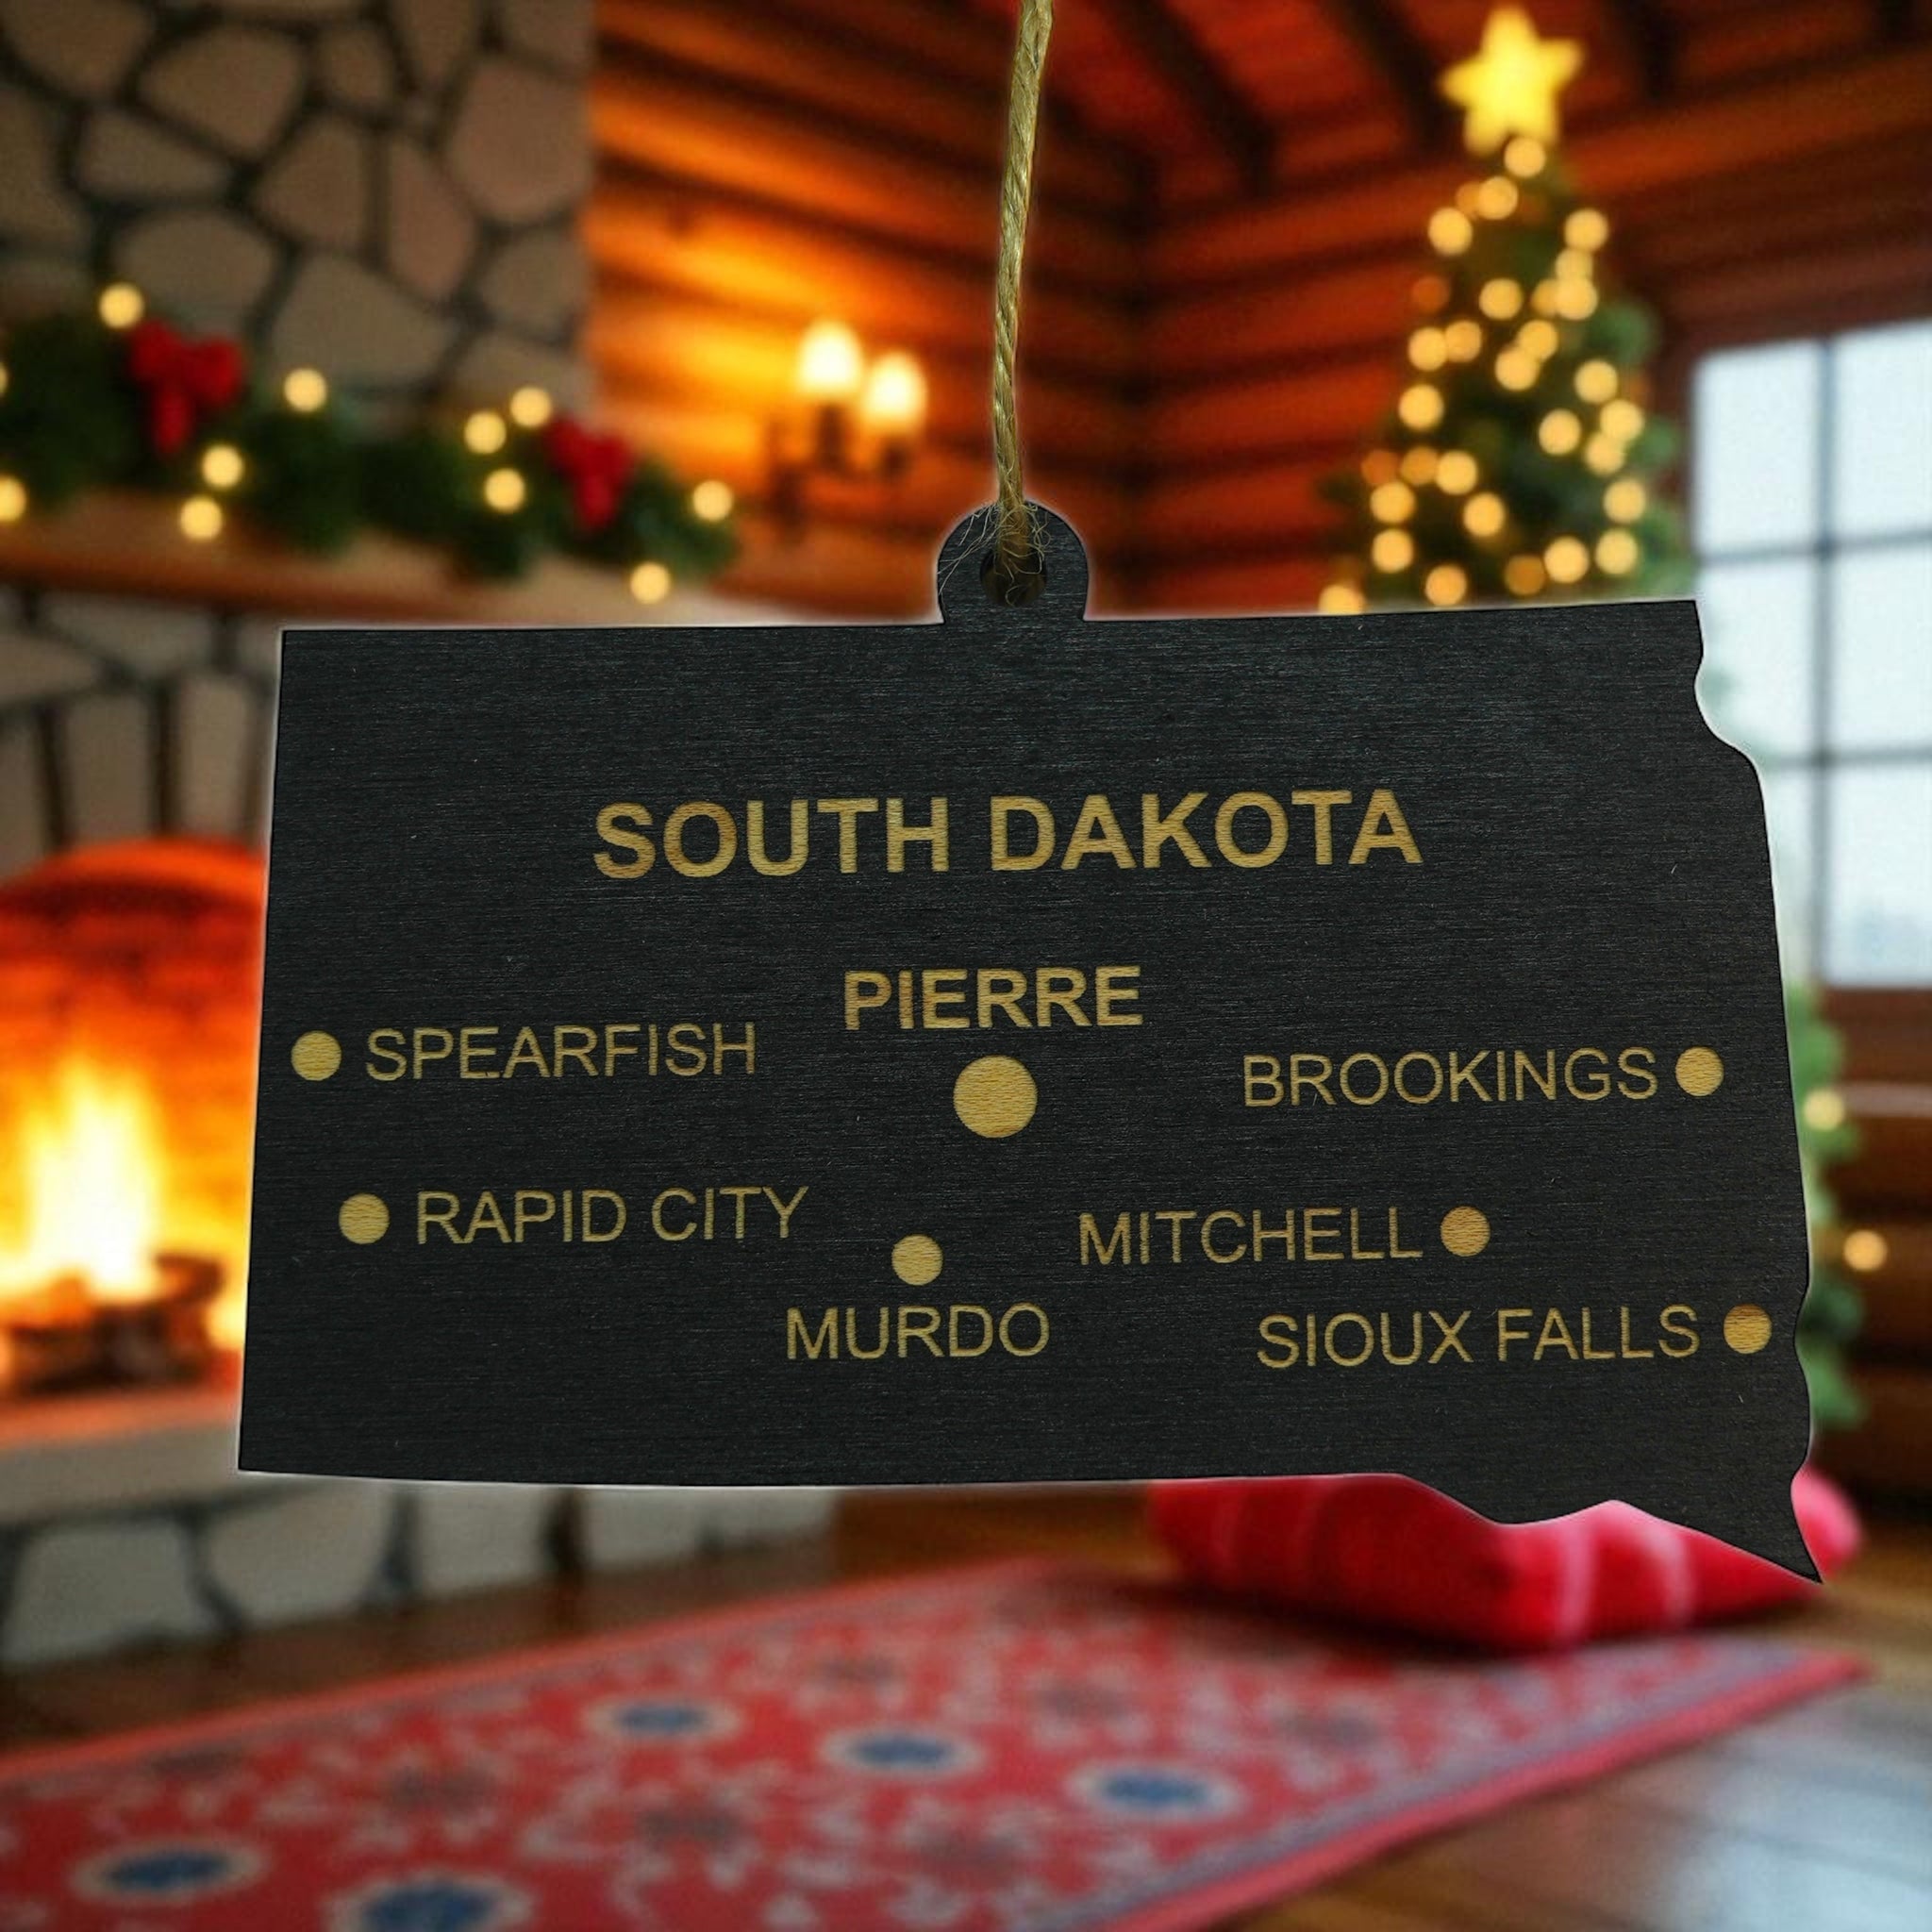 SOUTH DAKOTA
PIERRE
SPEARFISH
BROOKINGS
RAPID CITY
MITCHELL
MURDO
SIOUX FALLS